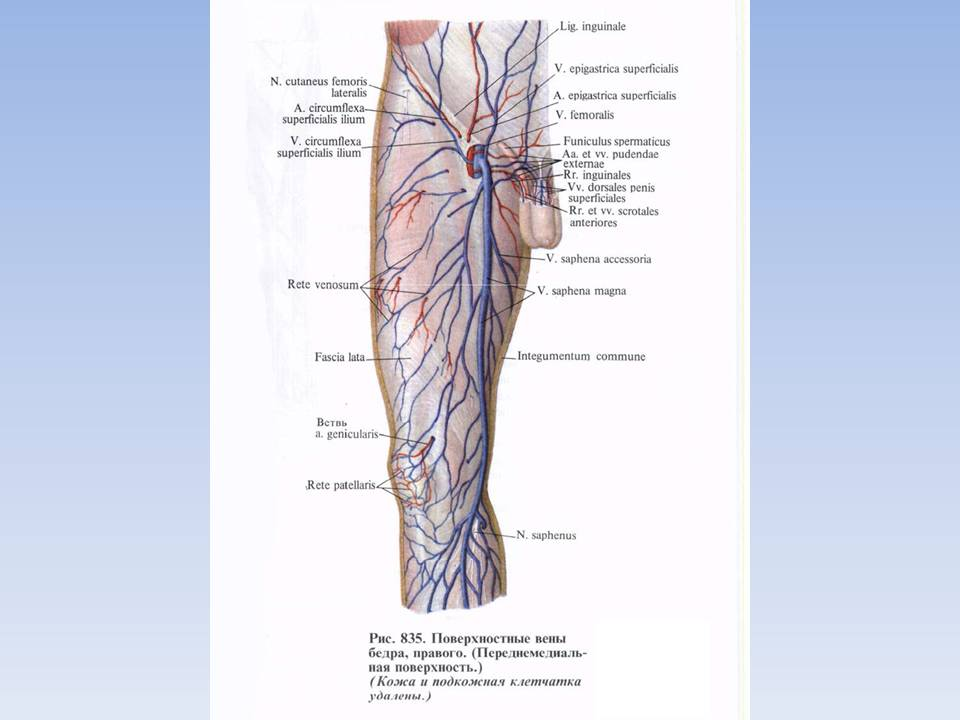 Lig. inguinale
V. epigastrica superficialis
A. epigastrica superficialis
V. femoralis
Funiculus spermaticus
Aa. et vv. pudendae
externae
Rr. inguinales
Vv. dorsales penis
superficiales
Rr. et vv. scrotales
anteriores
V. saphena accessoria
V. saphena magna
Integumentum commune
N. saphenus
N. cutaneus femoris
lateralis
A. circumflexa
superficialis ilium
V. circumflexa
superficialis ilium
Rete venosum
Fascia lata
Ветвь
a. genicularis
Rete patellaris
Рис. 835. Поверхностные вены
бедра, правого. (Переднемедиаль-
ная поверхность.)
(Кожа и подкожная клетчатка
удалены.)